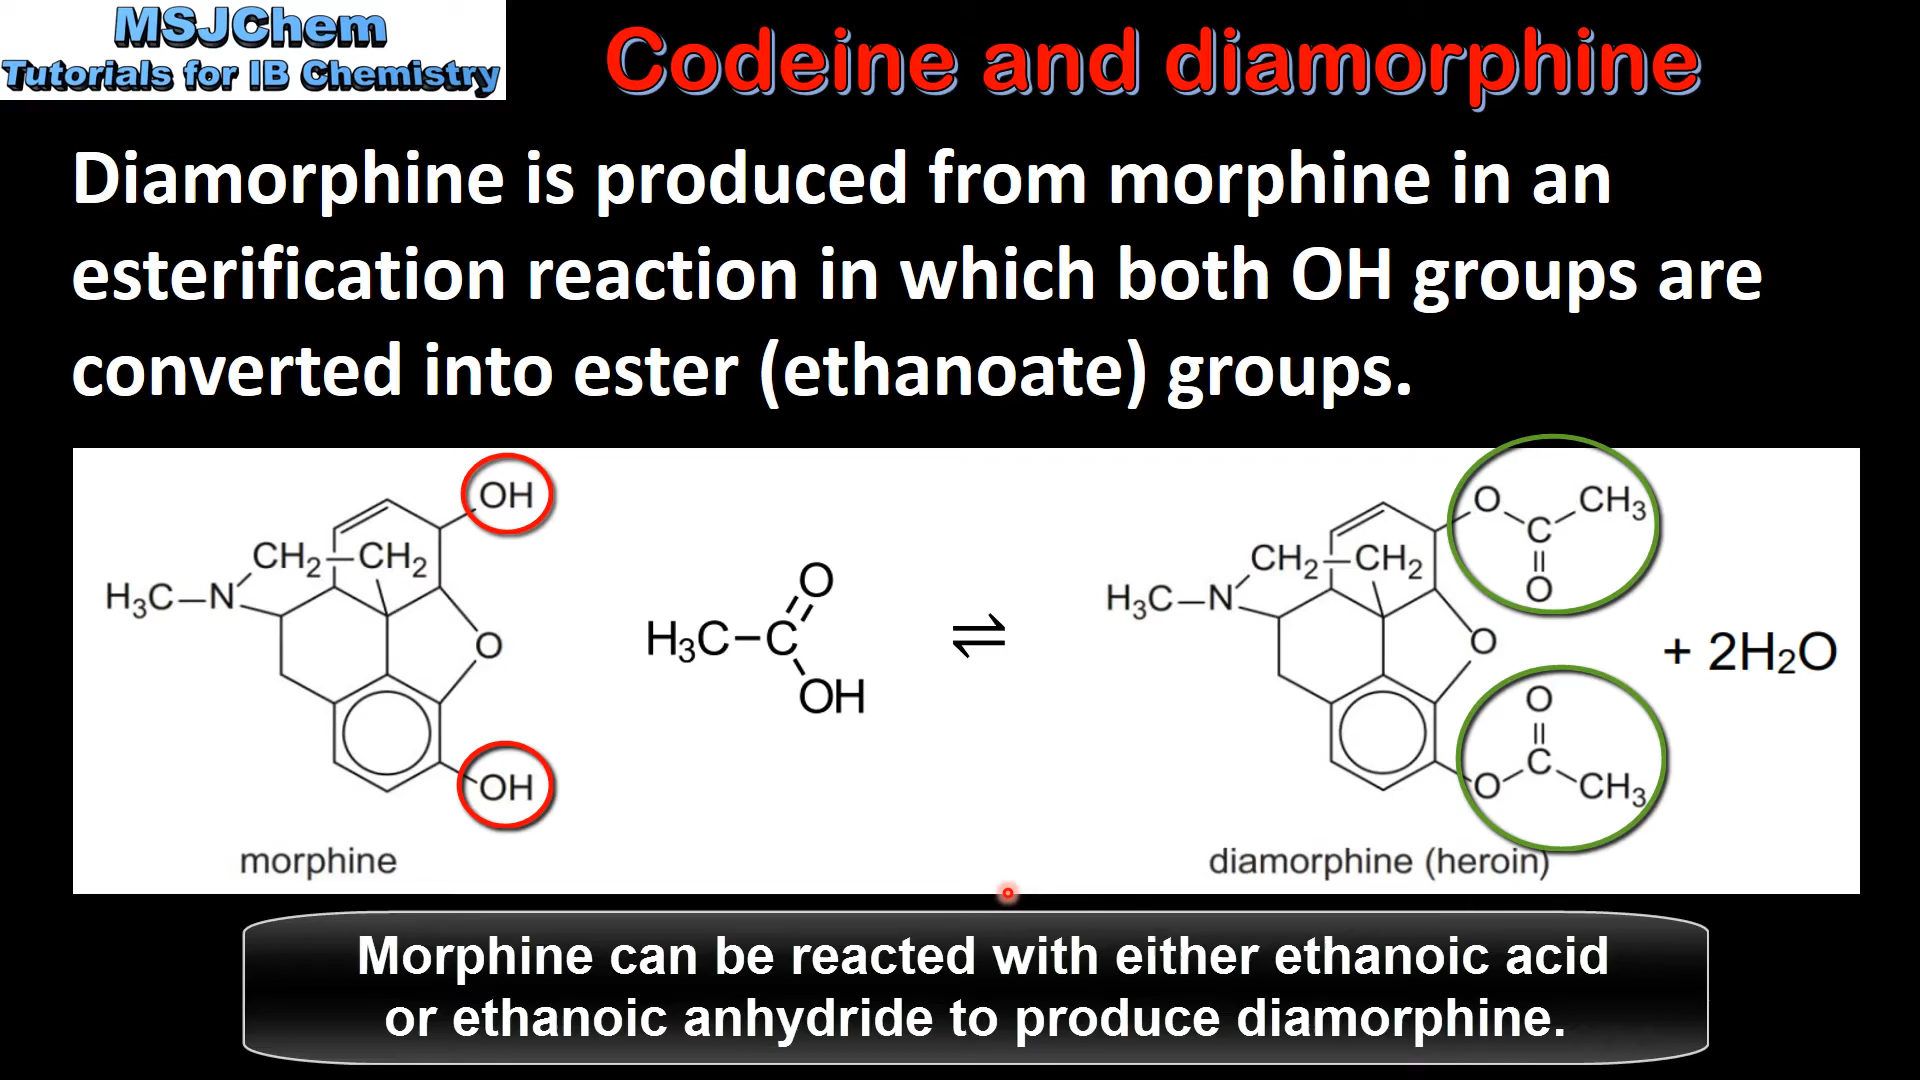 MSJChem
Tutorials for IB Chemistry
Codeine and diamorphine
Diamorphine is produced from morphine in an
esterification reaction in which both OH groups are
converted into ester (ethanoate) groups.
OH
CH₂–CH₂
H₃C–N
O
OH
morphine
O
H₃C–C
OH
⇌
O
CH₃
C
O
CH₂–CH₂
H₃C–N
O
O
C
O
CH₃
diamorphine (heroin)
+ 2H₂O
Morphine can be reacted with either ethanoic acid
or ethanoic anhydride to produce diamorphine.